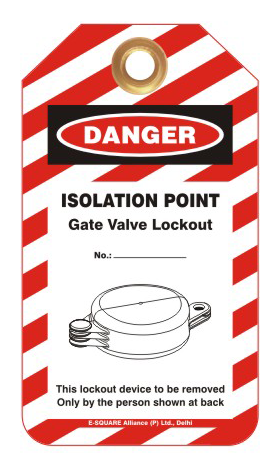 DANGER
ISOLATION POINT
Gate Valve Lockout
No.:
This lockout device to be removed
Only by the person shown at back
E-SQUARE Alliance (P) Ltd., Delhi